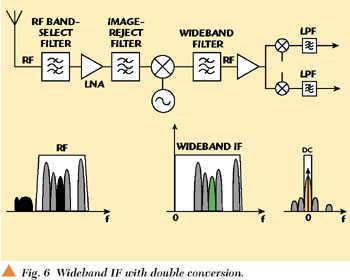 RF BAND-
SELECT
FILTER
IMAGE-
REJECT
FILTER
WIDEBAND
FILTER
LPF
RF
LNA
RF
LPF
RF
WIDEBAND IF
DC
f
0
f
0
f
Fig. 6 Wideband IF with double conversion.